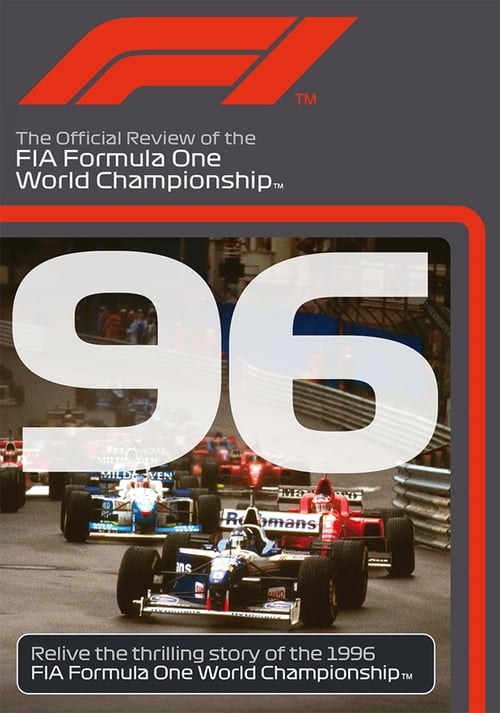 F1
TM
The Official Review of the
FIA Formula One
World Championship™
96
MILD SEVEN
Rothmans
Marlboro
Relive the thrilling story of the 1996
FIA Formula One World Championship™